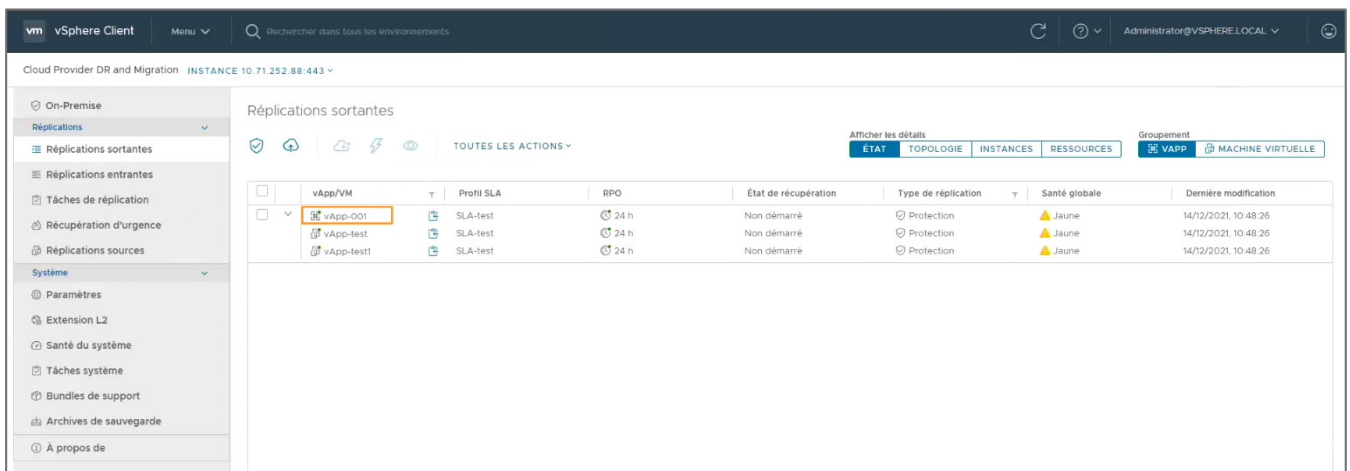 vm vSphere Client Menu Rechercher dans tous les environnements Administrator@VSPHERE.LOCAL
Cloud Provider DR and Migration INSTANCE 10.71.252.88:443
On-Premise
Réplications
Réplications sortantes
Réplications entrantes
Tâches de réplication
Récupération d'urgence
Réplications sources
Système
Paramètres
Extension L2
Santé du système
Tâches système
Bundles de support
Archives de sauvegarde
À propos de
Réplications sortantes
TOUTES LES ACTIONS
Afficher les détails
ÉTAT TOPOLOGIE INSTANCES RESSOURCES
Groupement
VAPP MACHINE VIRTUELLE
vApp/VM Profil SLA RPO État de récupération Type de réplication Santé globale Dernière modification
vApp-001 SLA-test 24 h Non démarré Protection Jaune 14/12/2021, 10:48:26
vApp-test SLA-test 24 h Non démarré Protection Jaune 14/12/2021, 10:48:26
vApp-test1 SLA-test 24 h Non démarré Protection Jaune 14/12/2021, 10:48:26